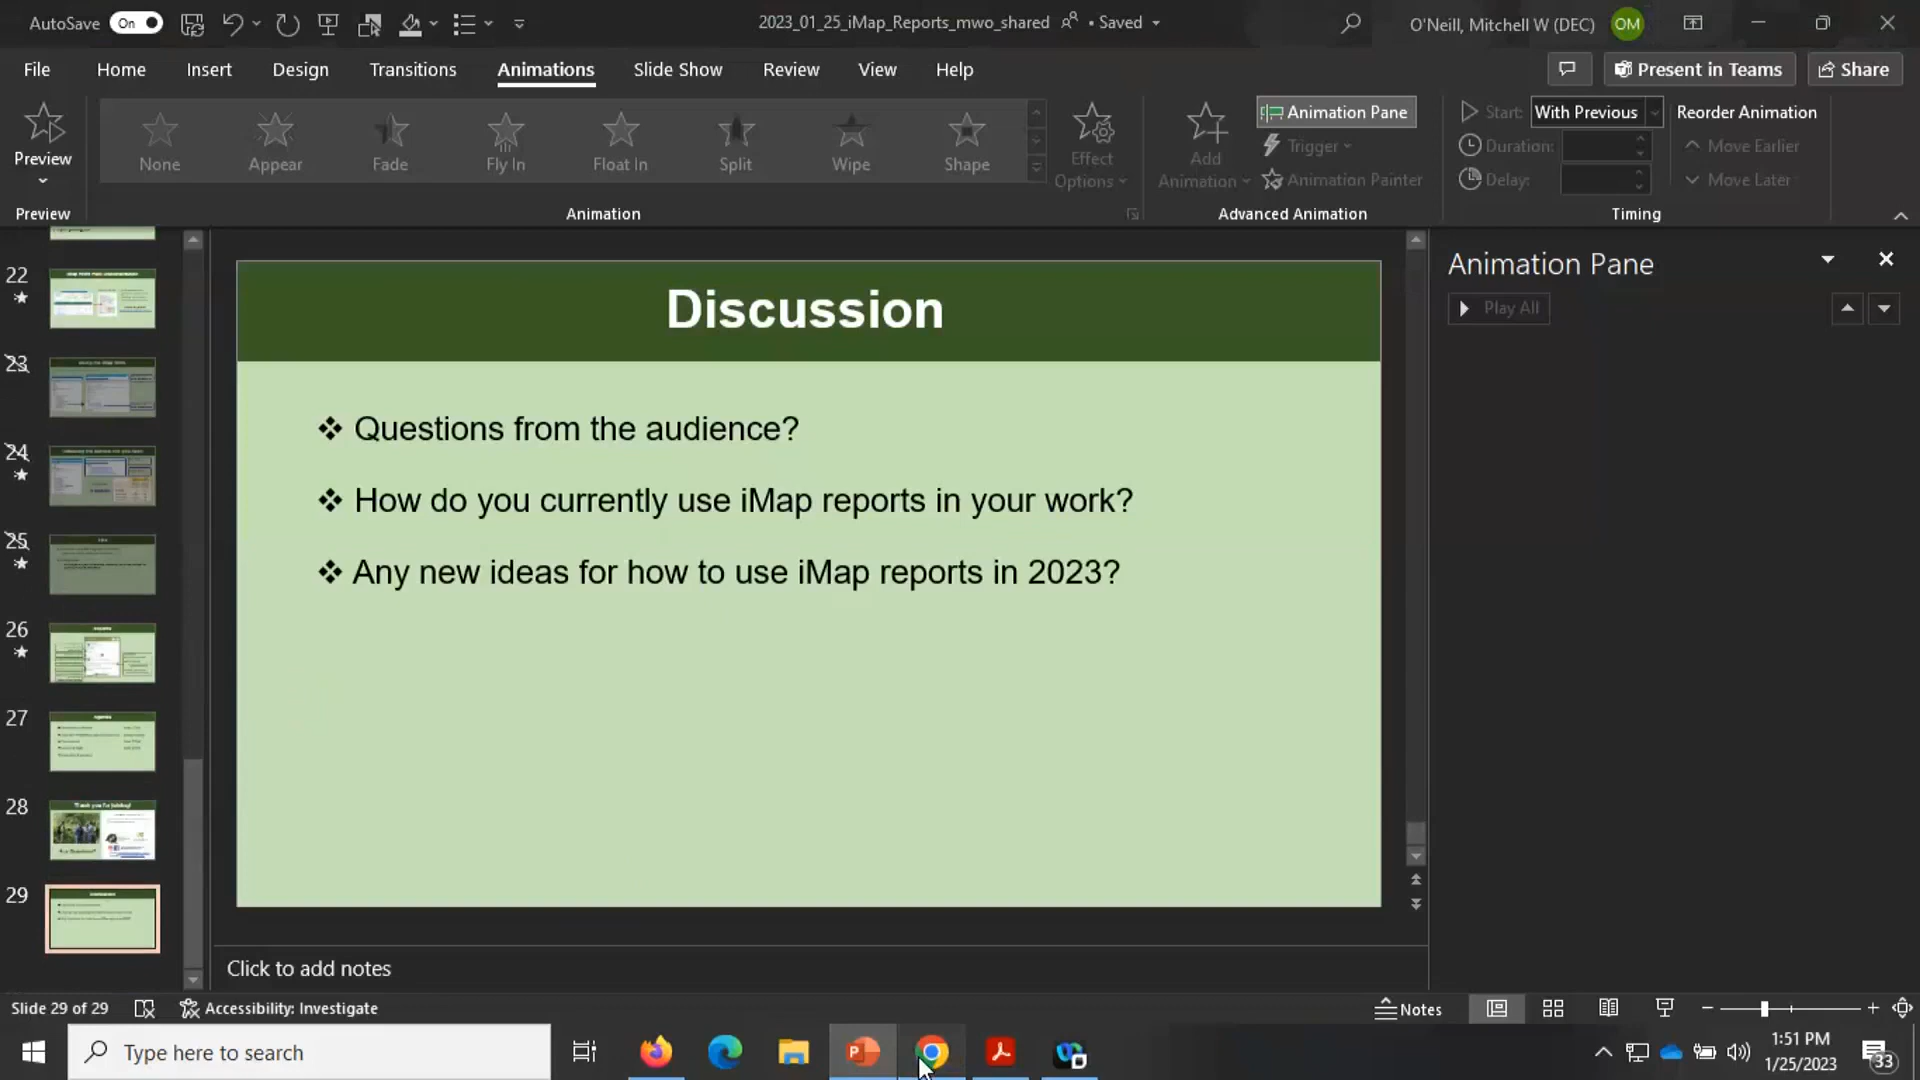 AutoSave On 2023_01_25_iMap_Reports_mwo_shared • Saved O'Neill, Mitchell W (DEC) OM
File Home Insert Design Transitions Animations Slide Show Review View Help Present in Teams Share
Preview
Preview
None Appear Fade Fly In Float In Split Wipe Shape
Animation
Effect Options
Add Animation
Animation Pane
Trigger
Animation Painter
Advanced Animation
Start: With Previous
Duration:
Delay:
Reorder Animation
Move Earlier
Move Later
Timing
22
23
24
25
26
27
Agenda
28
Thank you for joining!
29
Discussion
Questions from the audience?
How do you currently use iMap reports in your work?
Any new ideas for how to use iMap reports in 2023?
Animation Pane
Play All
Click to add notes
Slide 29 of 29 Accessibility: Investigate Notes
Type here to search
1:51 PM
1/25/2023
33